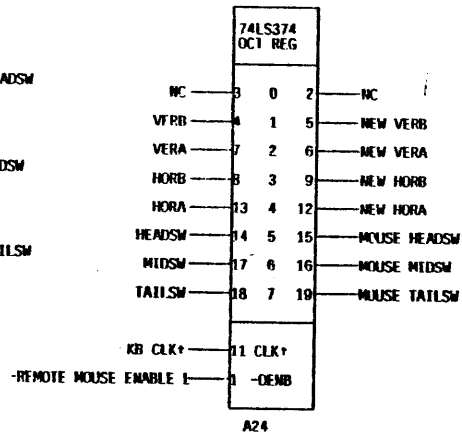 74LS374
OCT REG
ADSW
NC 3 0 2 NC
VERB 4 1 5 NEW VERB
VERA 7 2 6 NEW VERA
DSW
HORB 8 3 9 NEW HORB
HORA 13 4 12 NEW HORA
HEADSW 14 5 15 MOUSE HEADSW
ILSW
MIDSW 17 6 16 MOUSE MIDSW
TAILSW 18 7 19 MOUSE TAILSW
KB CLK↑ 11 CLK↑
-REMOTE MOUSE ENABLE L 1 -OENB
A24